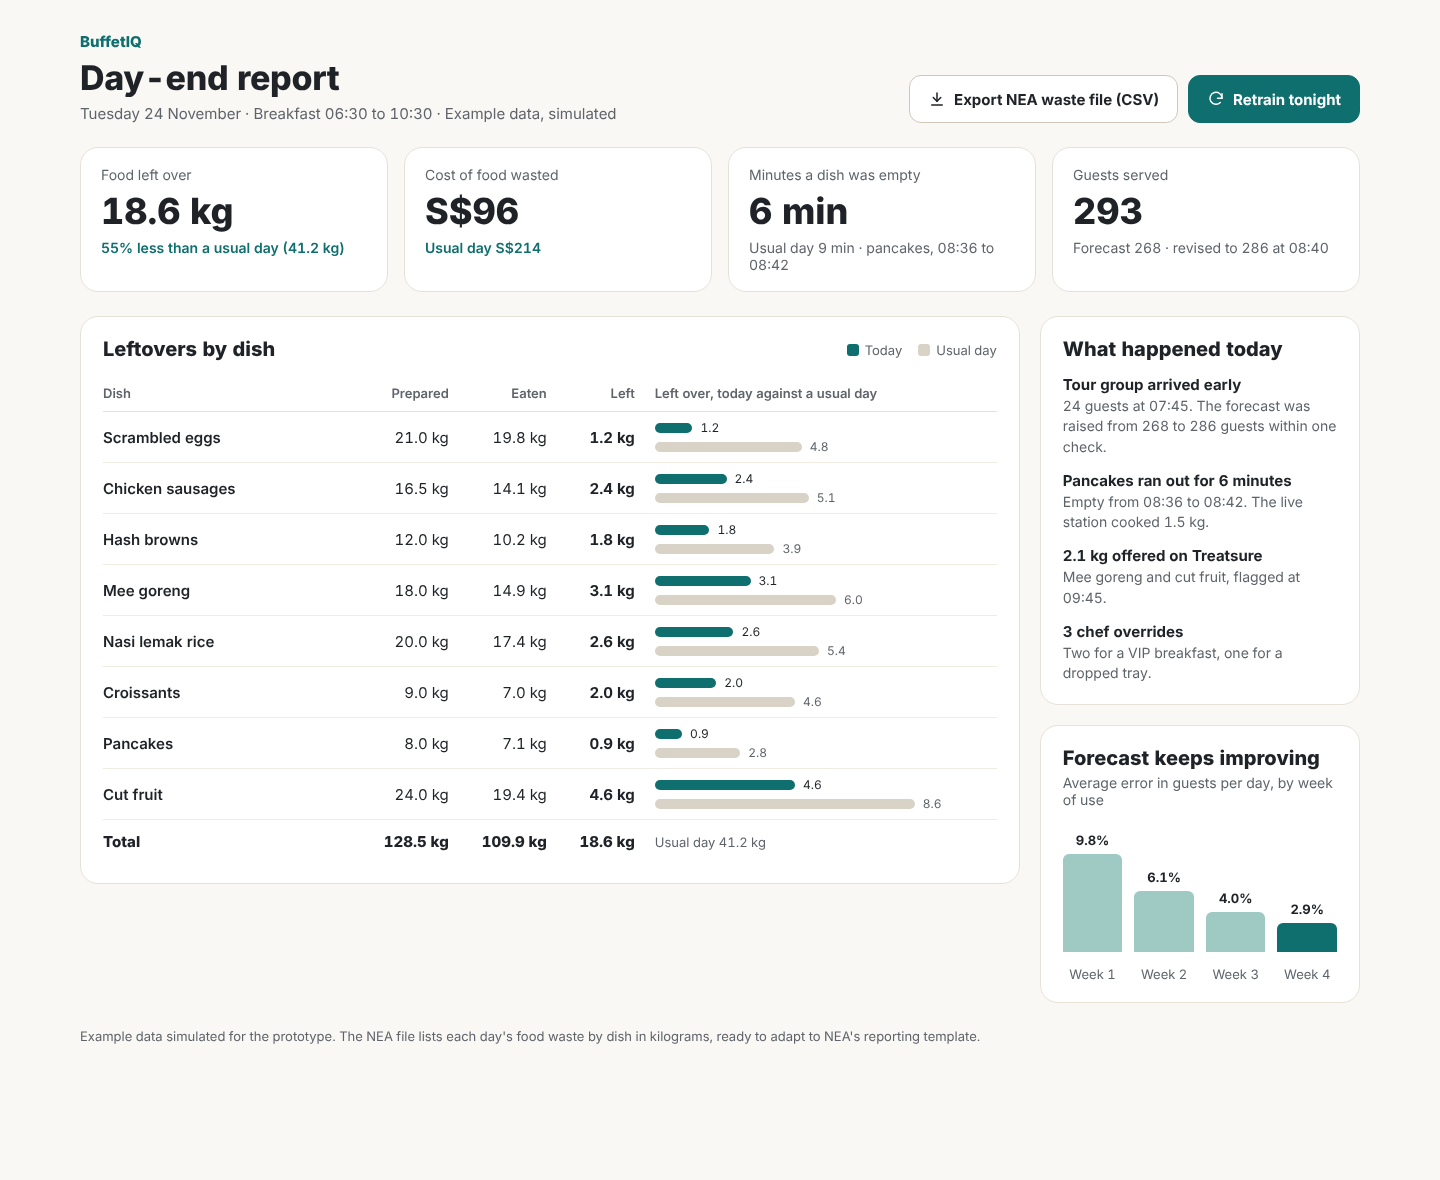 BuffetIQ
Day-end report
Tuesday 24 November · Breakfast 06:30 to 10:30 · Example data, simulated
Export NEA waste file (CSV)
Retrain tonight
Food left over
18.6 kg
55% less than a usual day (41.2 kg)
Cost of food wasted
S$96
Usual day S$214
Minutes a dish was empty
6 min
Usual day 9 min · pancakes, 08:36 to
08:42
Guests served
293
Forecast 268 · revised to 286 at 08:40
Leftovers by dish
Today Usual day
Dish Prepared Eaten Left Left over, today against a usual day
Scrambled eggs 21.0 kg 19.8 kg 1.2 kg 1.2
4.8
Chicken sausages 16.5 kg 14.1 kg 2.4 kg 2.4
5.1
Hash browns 12.0 kg 10.2 kg 1.8 kg 1.8
3.9
Mee goreng 18.0 kg 14.9 kg 3.1 kg 3.1
6.0
Nasi lemak rice 20.0 kg 17.4 kg 2.6 kg 2.6
5.4
Croissants 9.0 kg 7.0 kg 2.0 kg 2.0
4.6
Pancakes 8.0 kg 7.1 kg 0.9 kg 0.9
2.8
Cut fruit 24.0 kg 19.4 kg 4.6 kg 4.6
8.6
Total 128.5 kg 109.9 kg 18.6 kg Usual day 41.2 kg
What happened today
Tour group arrived early
24 guests at 07:45. The forecast was
raised from 268 to 286 guests within one
check.
Pancakes ran out for 6 minutes
Empty from 08:36 to 08:42. The live
station cooked 1.5 kg.
2.1 kg offered on Treatsure
Mee goreng and cut fruit, flagged at
09:45.
3 chef overrides
Two for a VIP breakfast, one for a
dropped tray.
Forecast keeps improving
Average error in guests per day, by week
of use
9.8%
6.1%
4.0%
2.9%
Week 1 Week 2 Week 3 Week 4
Example data simulated for the prototype. The NEA file lists each day's food waste by dish in kilograms, ready to adapt to NEA's reporting template.